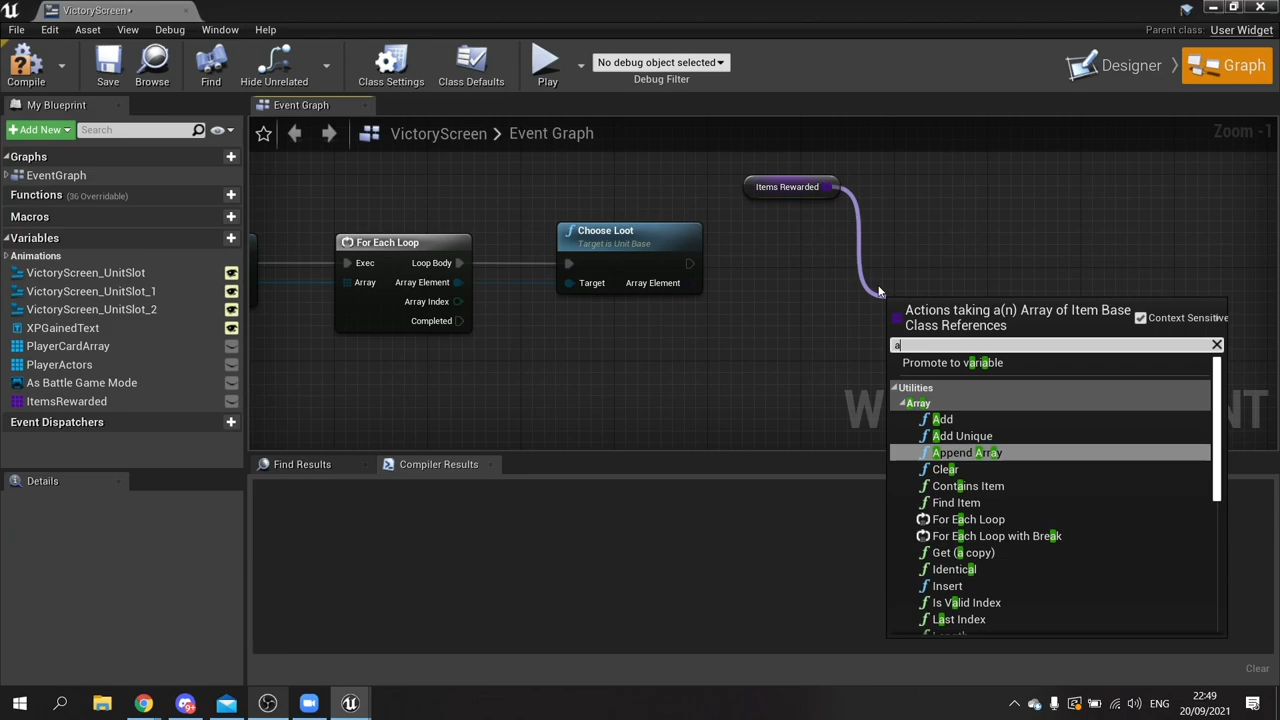 VictoryScreen•
File
Edit
Asset
View
Debug
Window
Help
Parent class:
User Widget
Compile
Save
Browse
Find
Hide Unrelated
Class Settings
Class Defaults
Play
No debug object selected
Debug Filter
Designer
Graph
My Blueprint
Event Graph
Add New
Search
VictoryScreen
Event Graph
Zoom -1
Graphs
EventGraph
Functions
(36 Overridable)
Macros
Variables
Animations
VictoryScreen_UnitSlot
VictoryScreen_UnitSlot_1
VictoryScreen_UnitSlot_2
XPGainedText
PlayerCardArray
PlayerActors
As Battle Game Mode
ItemsRewarded
Event Dispatchers
Details
For Each Loop
Exec
Loop Body
Array
Array Element
Array Index
Completed
Choose Loot
Target is Unit Base
Target
Array Element
Items Rewarded
Actions taking a(n) Array of Item Base
Class References
Context Sensitive
a
Promote to variable
Utilities
Array
Add
Add Unique
Append Array
Clear
Contains Item
Find Item
For Each Loop
For Each Loop with Break
Get (a copy)
Identical
Insert
Is Valid Index
Last Index
Find Results
Compiler Results
Clear
ENG
22:49
20/09/2021